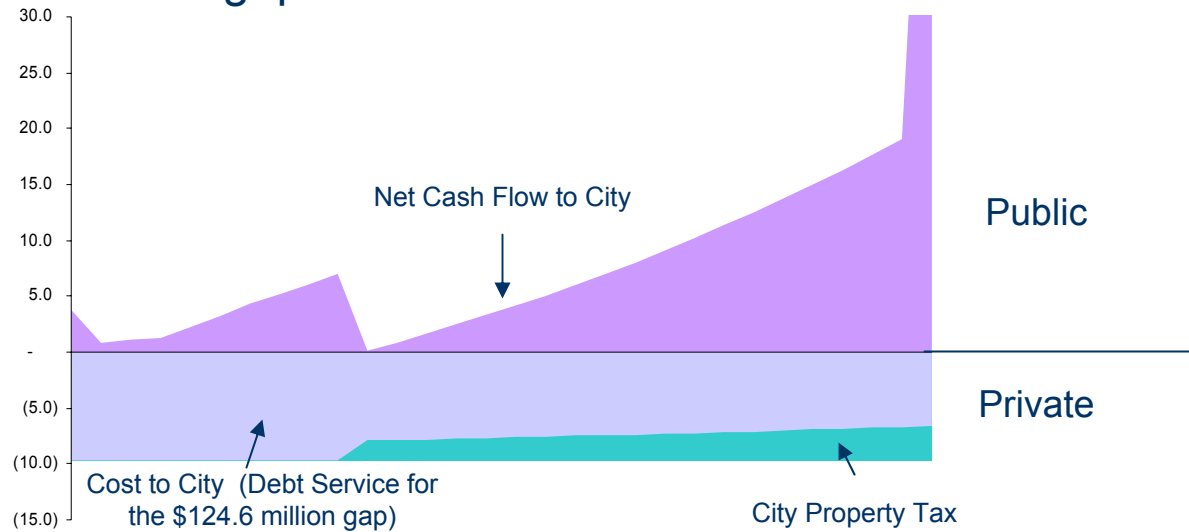 30.0
25.0
20.0
15.0
10.0
5.0
-
(5.0)
(10.0)
(15.0)
Net Cash Flow to City
Public
Private
Cost to City (Debt Service for
the $124.6 million gap)
City Property Tax